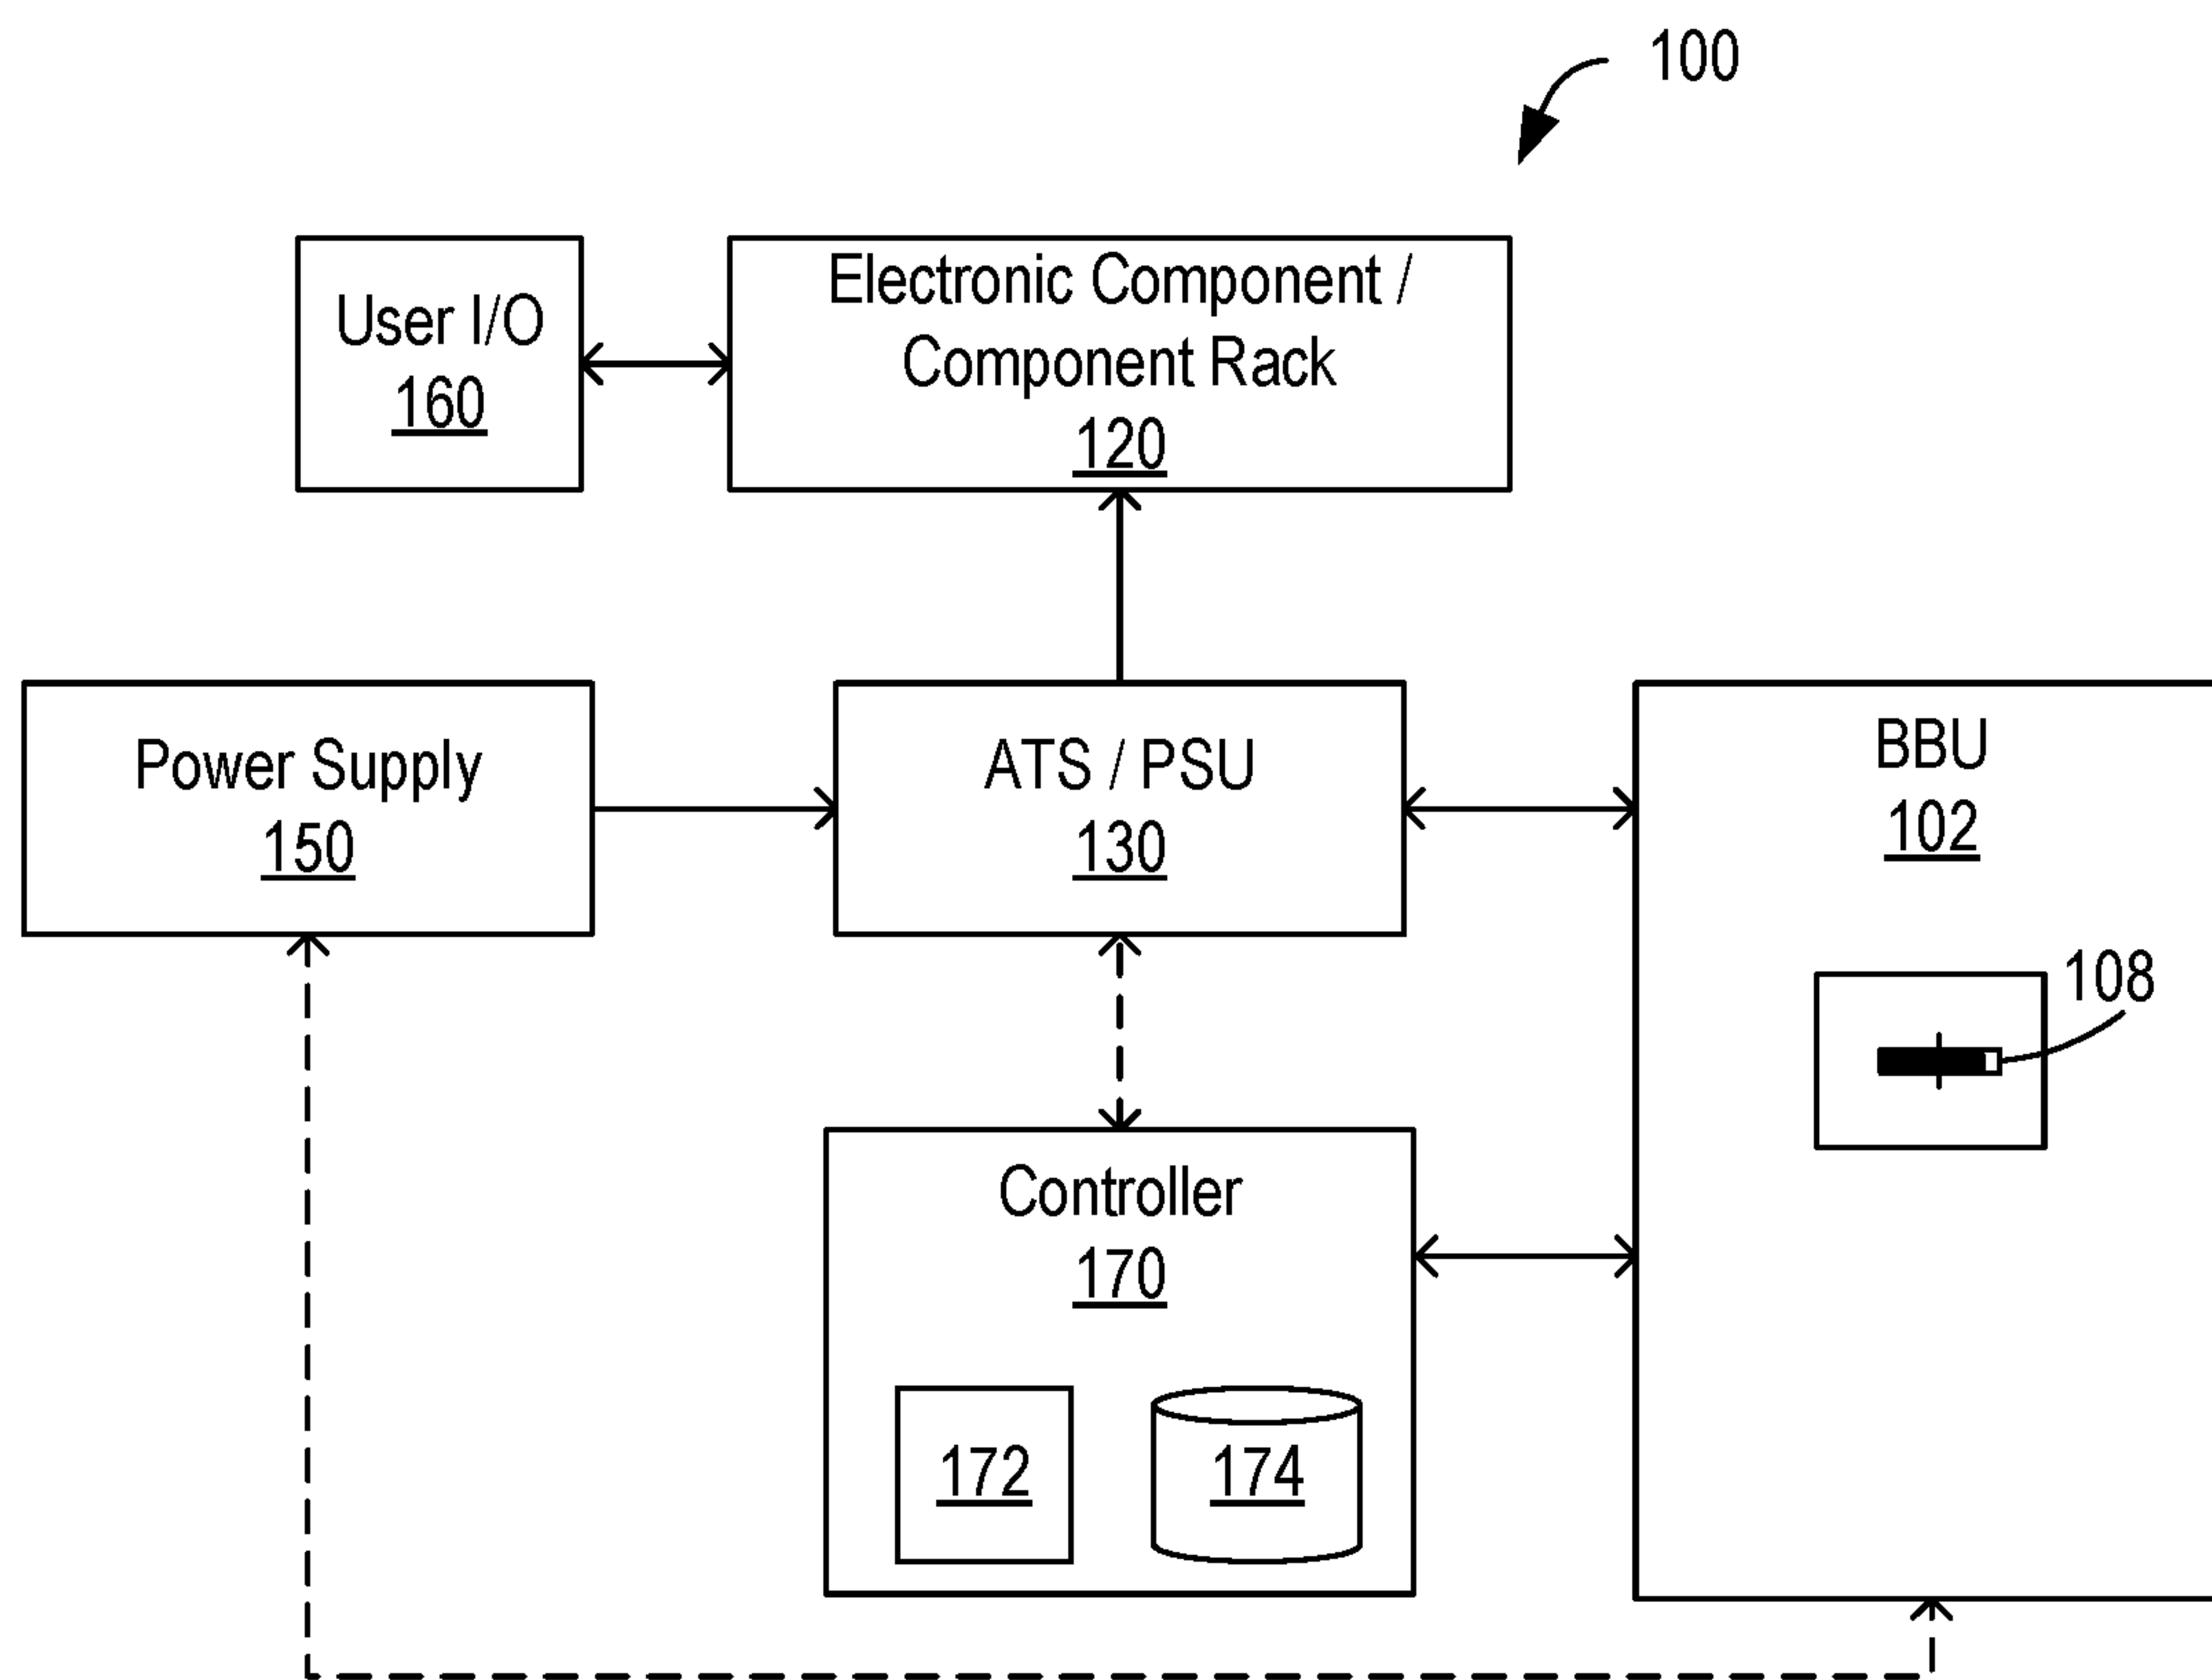 100
User I/O
160
Electronic Component /
Component Rack
120
Power Supply
150
ATS / PSU
130
BBU
102
108
Controller
170
172
174